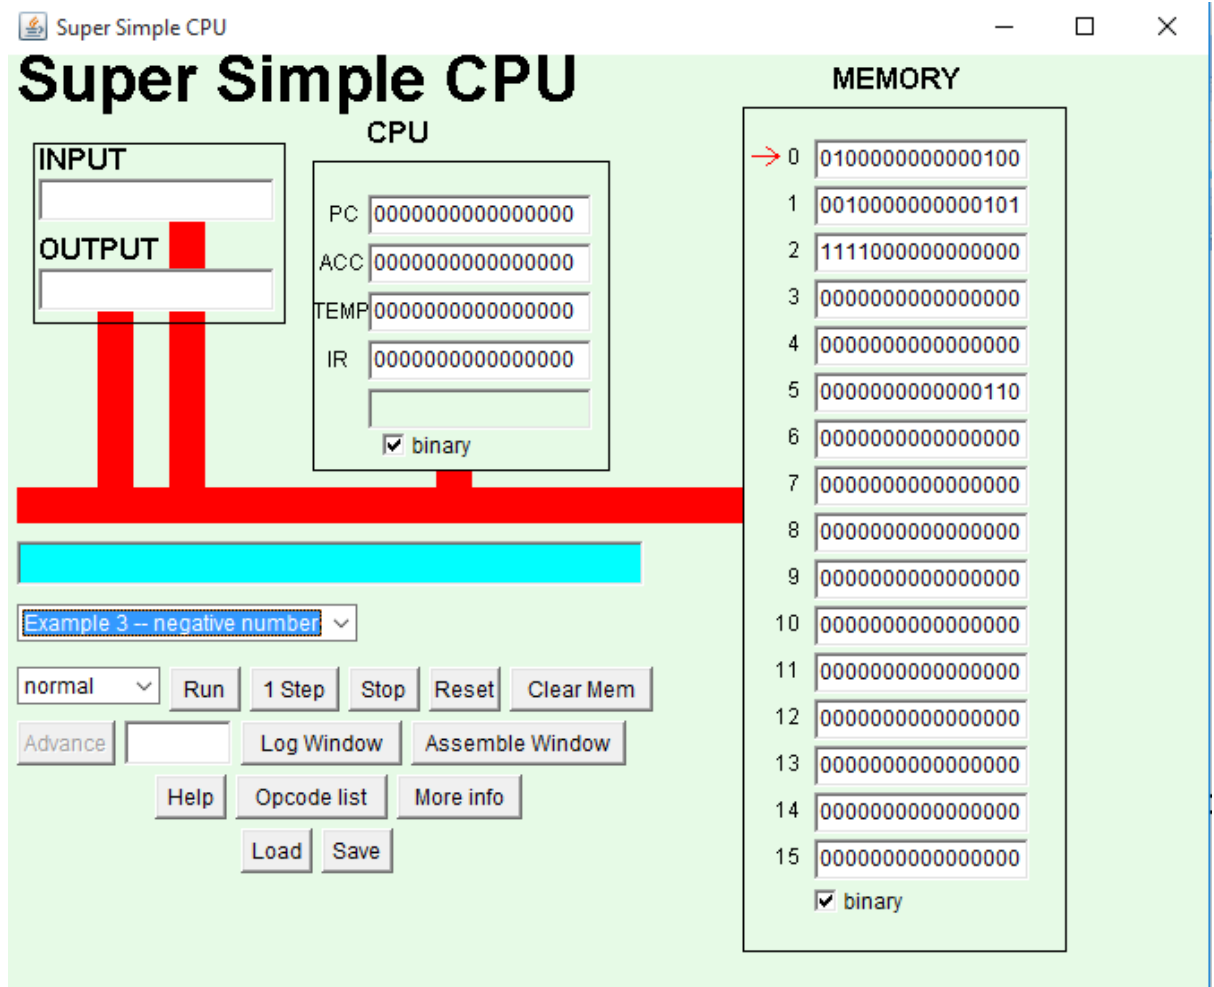 Super Simple CPU
Super Simple CPU
INPUT
OUTPUT
CPU
PC 0000000000000000
ACC 0000000000000000
TEMP 0000000000000000
IR 0000000000000000
binary
Example 3 -- negative number
normal Run 1 Step Stop Reset Clear Mem
Advance Log Window Assemble Window
Help Opcode list More info
Load Save
MEMORY
0 0100000000000100
1 0010000000000101
2 1111000000000000
3 0000000000000000
4 0000000000000000
5 0000000000000110
6 0000000000000000
7 0000000000000000
8 0000000000000000
9 0000000000000000
10 0000000000000000
11 0000000000000000
12 0000000000000000
13 0000000000000000
14 0000000000000000
15 0000000000000000
binary